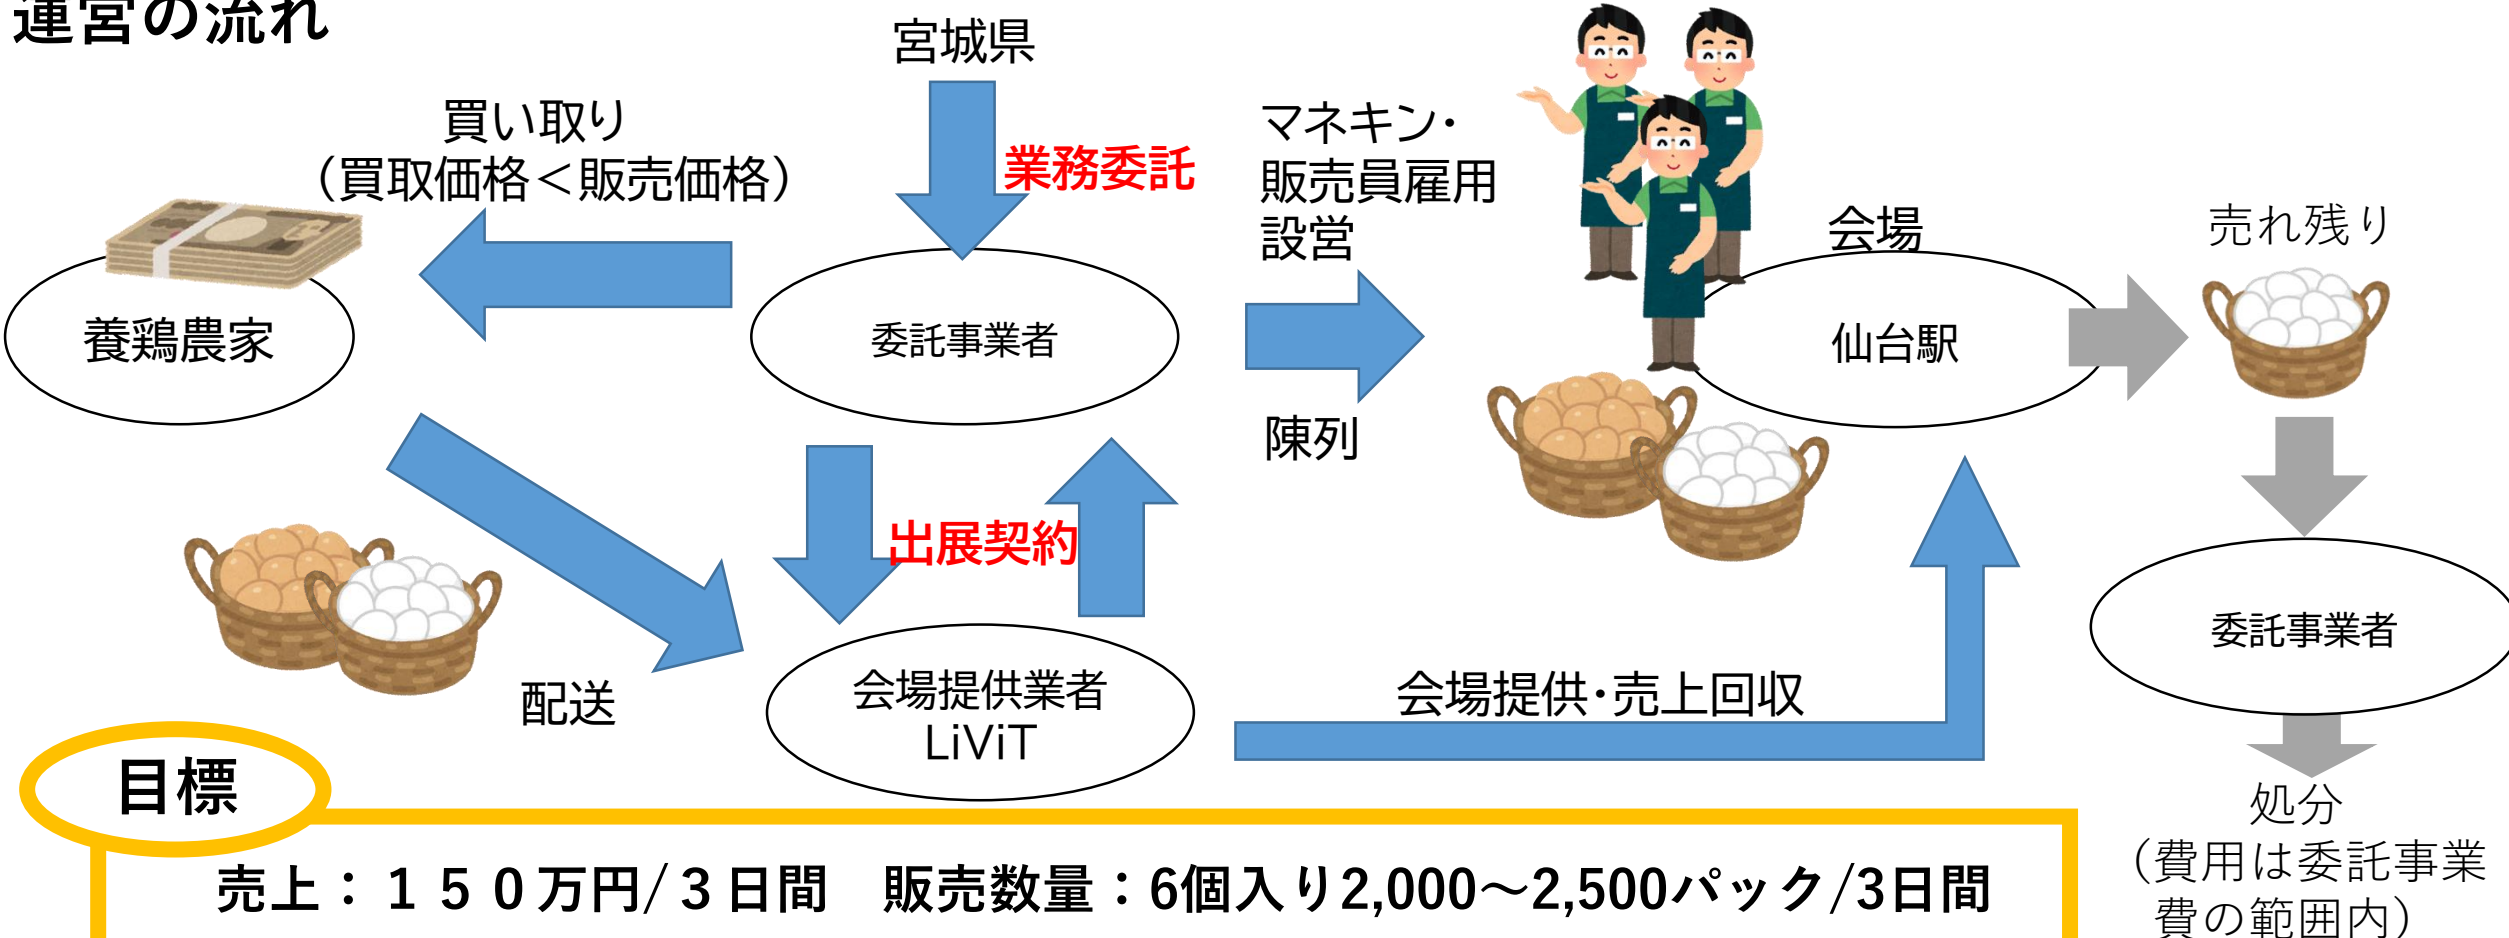 運営の流れ
宮城県
買い取り
（買取価格＜販売価格）
業務委託
マネキン・
販売員雇用
設営
会場
売れ残り
養鶏農家
委託事業者
仙台駅
陳列
出展契約
委託事業者
配送
会場提供業者
LiViT
会場提供・売上回収
目標
処分
（費用は委託事業
費の範囲内）
売上：１５０万円/３日間　販売数量：6個入り2,000～2,500パック/3日間